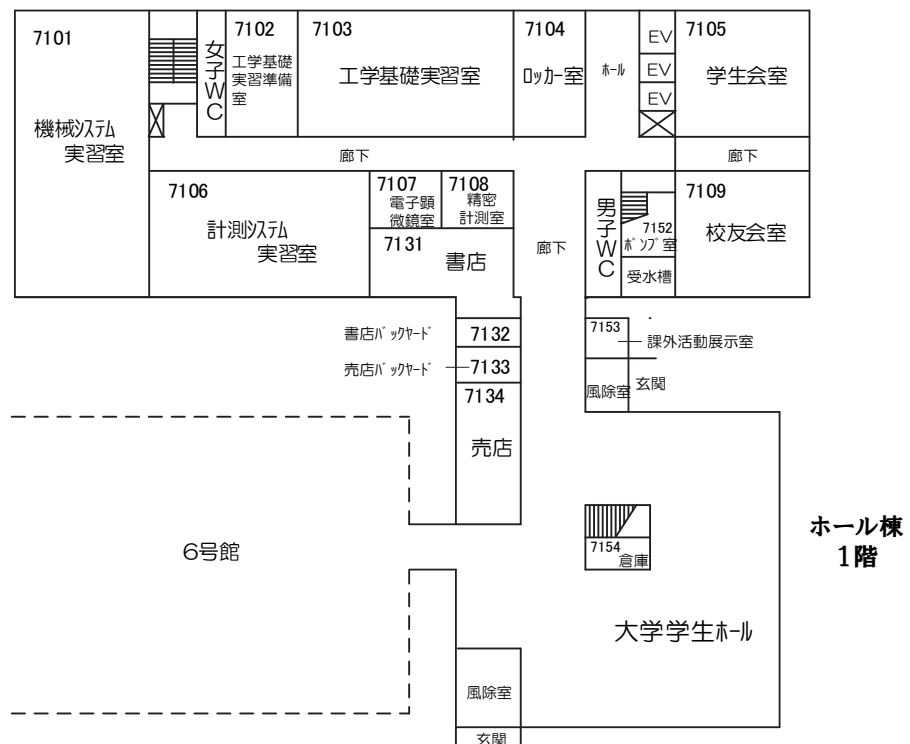 7101
機械ｼｽﾃﾑ
実習室
女子WC
7102
工学基礎
実習準備
室
7103
工学基礎実習室
7104
ﾛｯｶｰ室
ﾎｰﾙ
EV
EV
EV
7105
学生会室
廊下
廊下
7106
計測ｼｽﾃﾑ
実習室
7107
電子顕
微鏡室
7108
精密
計測室
7131
書店
廊下
男子WC
7152
ﾎﾟﾝﾌﾟ室
受水槽
7109
校友会室
書店ﾊﾞｯｸﾔｰﾄﾞ
7132
売店ﾊﾞｯｸﾔｰﾄﾞ
7133
7134
売店
7153
課外活動展示室
風除室
玄関
6号館
7154
倉庫
大学学生ﾎｰﾙ
風除室
玄関
ホール棟
1階